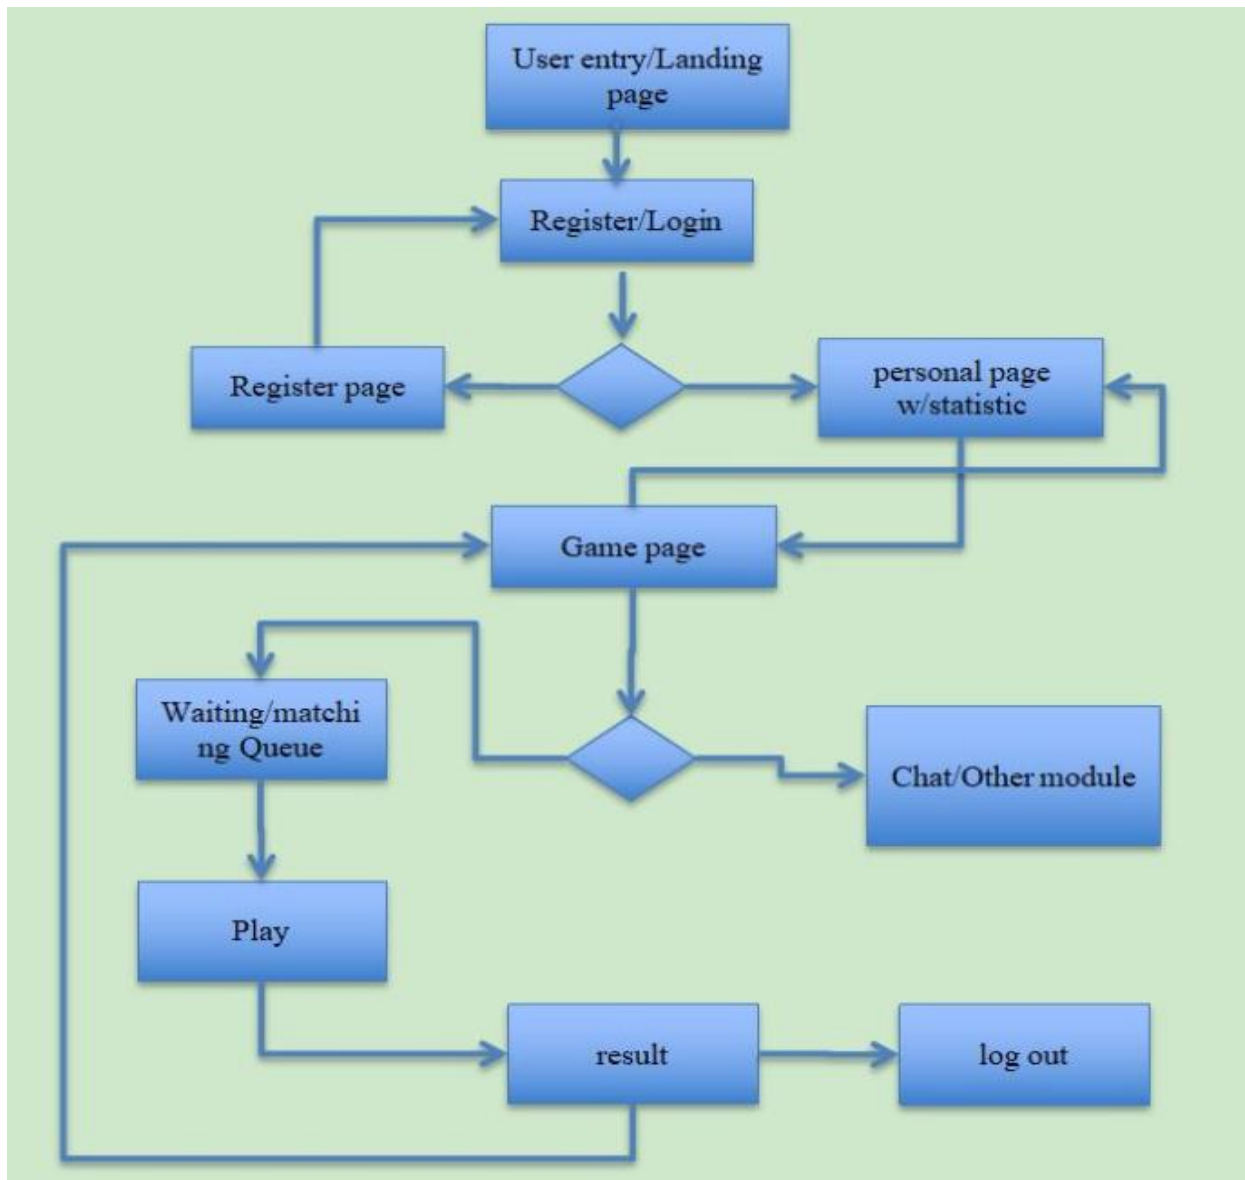 User entry/Landing
page
Register/Login
Register page
personal page
w/statistic
Game page
Waiting/matchi
ng Queue
Chat/Other module
Play
result
log out